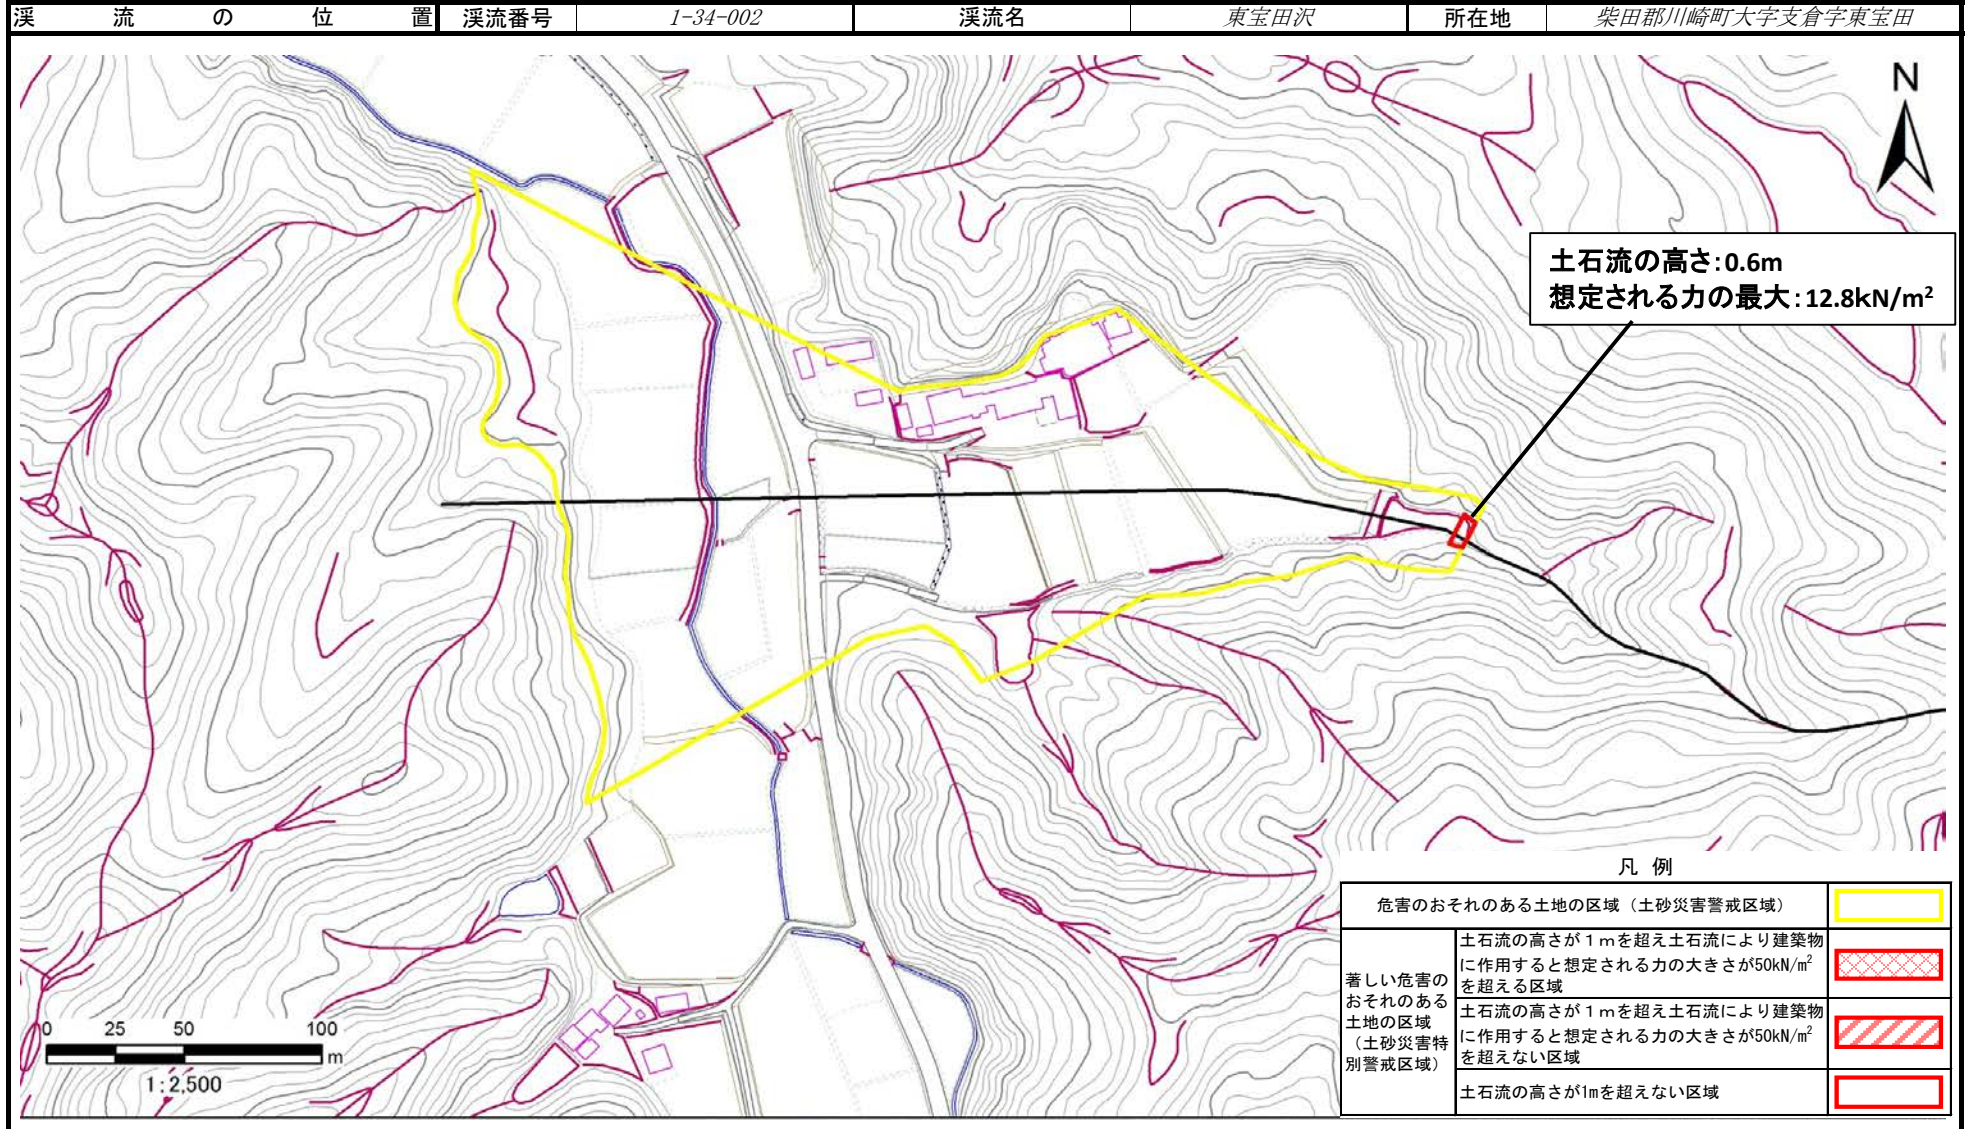 渓流の位置 渓流番号 1-34-002 渓流名 東宝田沢 所在地 柴田郡川崎町大字支倉字東宝田
N
土石流の高さ:0.6m
想定される力の最大:12.8kN/m²
凡 例
危害のおそれのある土地の区域（土砂災害警戒区域）
著しい危害の
おそれのある
土地の区域
（土砂災害特
別警戒区域）
土石流の高さが１ｍを超え土石流により建築物
に作用すると想定される力の大きさが50kN/m²
を超える区域
土石流の高さが１ｍを超え土石流により建築物
に作用すると想定される力の大きさが50kN/m²
を超えない区域
土石流の高さが1mを超えない区域
0 25 50 100
m
1:2,500